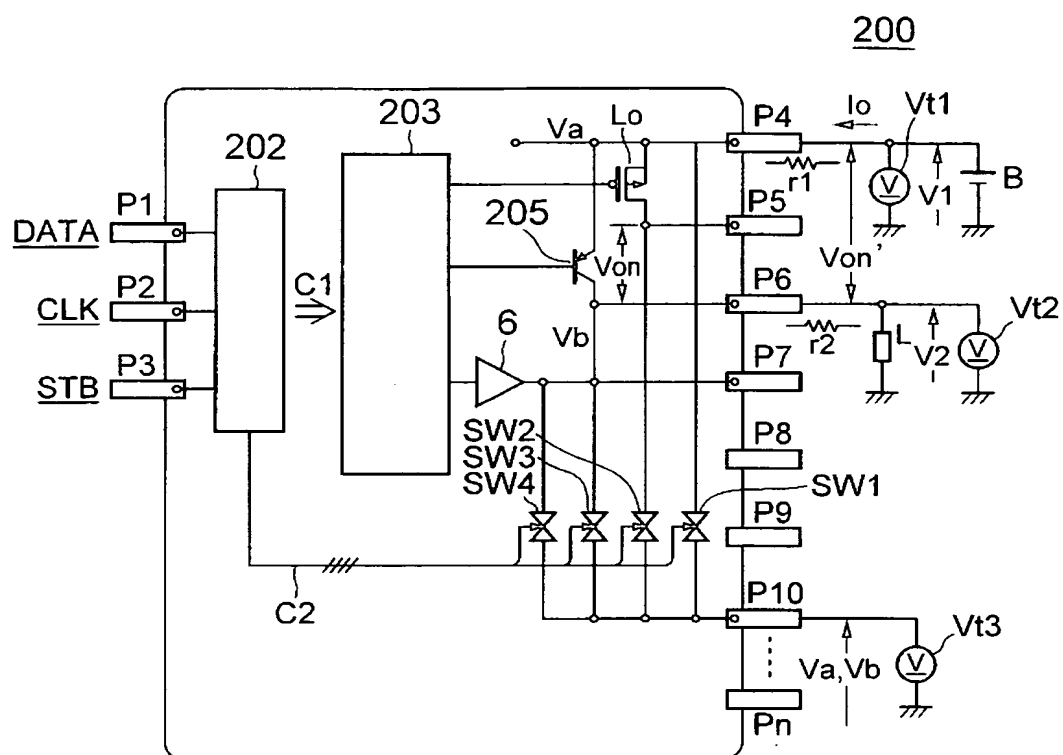 200
202
203
Va
Lo
P4
Io
Vt1
r1
V1
B
P1
DATA
205
P5
Von
Von'
P2
CLK
C1
P6
Vt2
Vb
r2
L
V2
P3
STB
6
P7
SW2
SW3
SW4
P8
SW1
P9
C2
P10
Va,Vb
Vt3
Pn
V
V
V